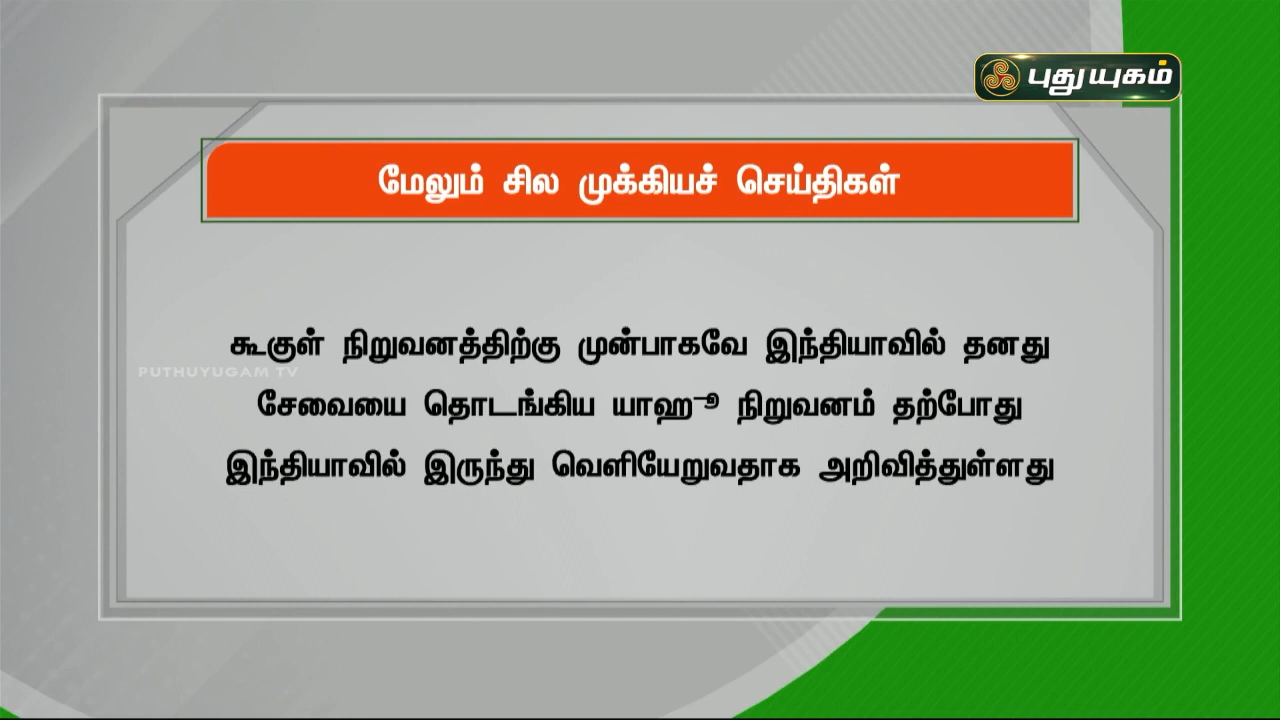 புதுயுகம்
மேலும் சில முக்கியச் செய்திகள்
கூகுள் நிறுவனத்திற்கு முன்பாகவே இந்தியாவில் தனது
PUTHUYUGAM TV
சேவையை தொடங்கிய யாஹூ நிறுவனம் தற்போது
இந்தியாவில் இருந்து வெளியேறுவதாக அறிவித்துள்ளது